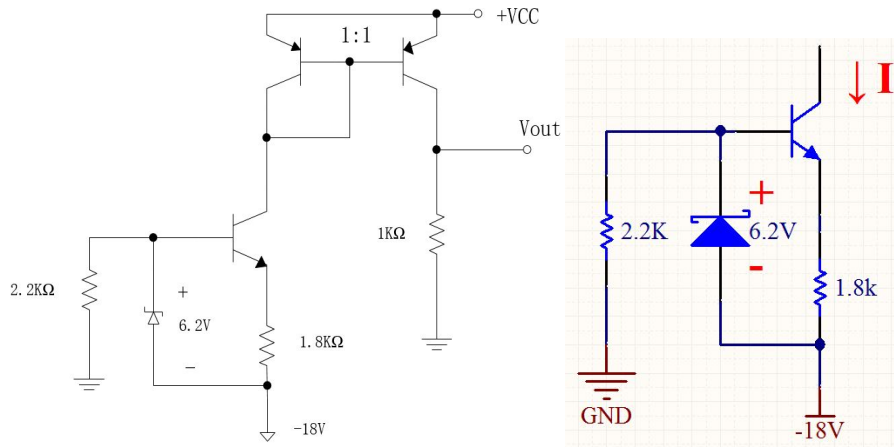 +VCC
1:1
Vout
1KΩ
2.2KΩ
+
6.2V
-
1.8KΩ
-18V
I
+
2.2K
6.2V
-
1.8k
GND
-18V